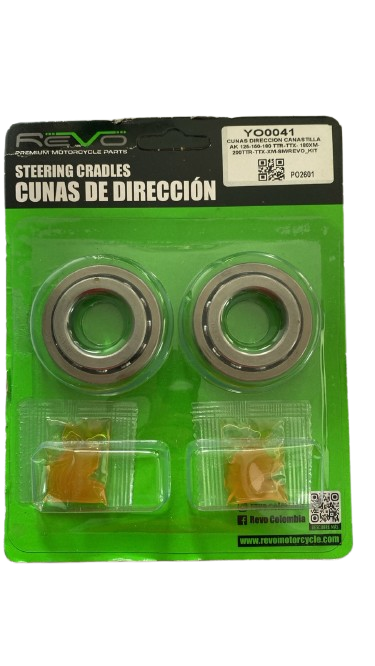 REVO
PREMIUM MOTORCYCLE PARTS
STEERING CRADLES
CUNAS DE DIRECCIÓN
YO0041
CUNAS DIRECCION CANASTILLA
AK 125-150-180 TTR-TTX- 180XM-
200TTR-TTX-XM-SMREVO_KIT
PO2601
Revo Colombia
www.revomotorcycle.com